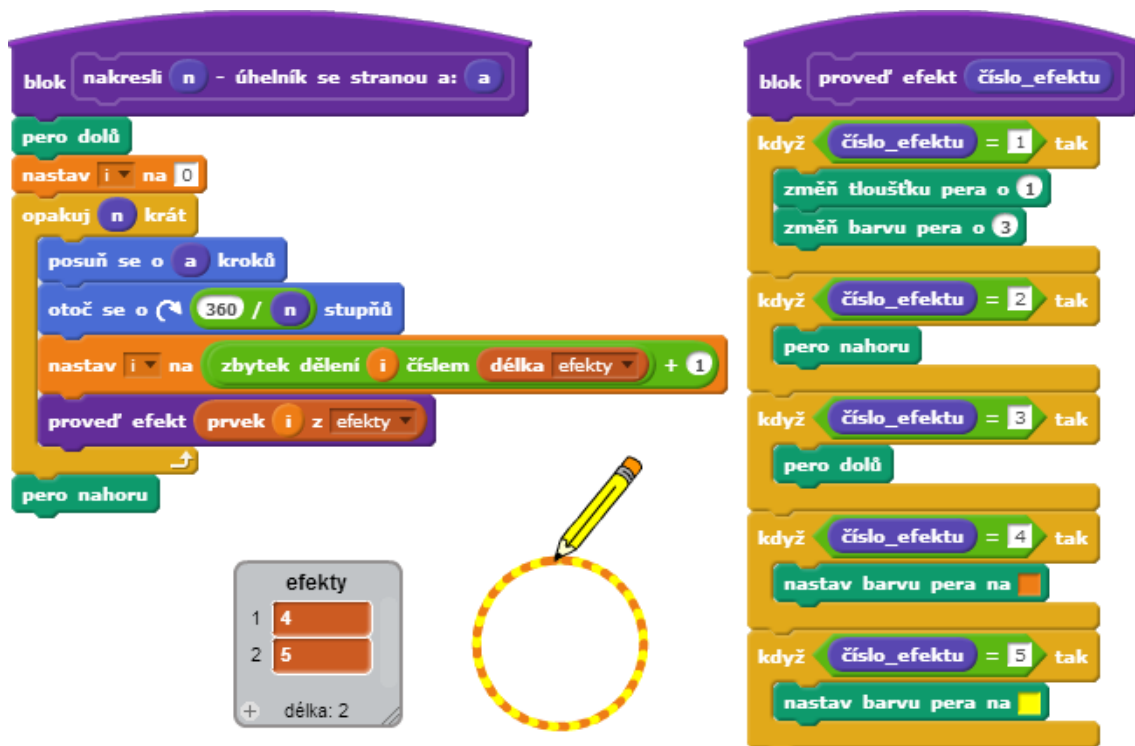 blok nakresli n - úhelník se stranou a: a
pero dolů
nastav i na 0
opakuj n krát
posuň se o a kroků
otoč se o 360 / n stupňů
nastav i na zbytek dělení i číslem délka efekty + 1
proveď efekt prvek i z efekty
pero nahoru
efekty
1 4
2 5
+ délka: 2
blok proveď efekt číslo_efektu
když číslo_efektu = 1 tak
změň tloušťku pera o 1
změň barvu pera o 3
když číslo_efektu = 2 tak
pero nahoru
když číslo_efektu = 3 tak
pero dolů
když číslo_efektu = 4 tak
nastav barvu pera na
když číslo_efektu = 5 tak
nastav barvu pera na